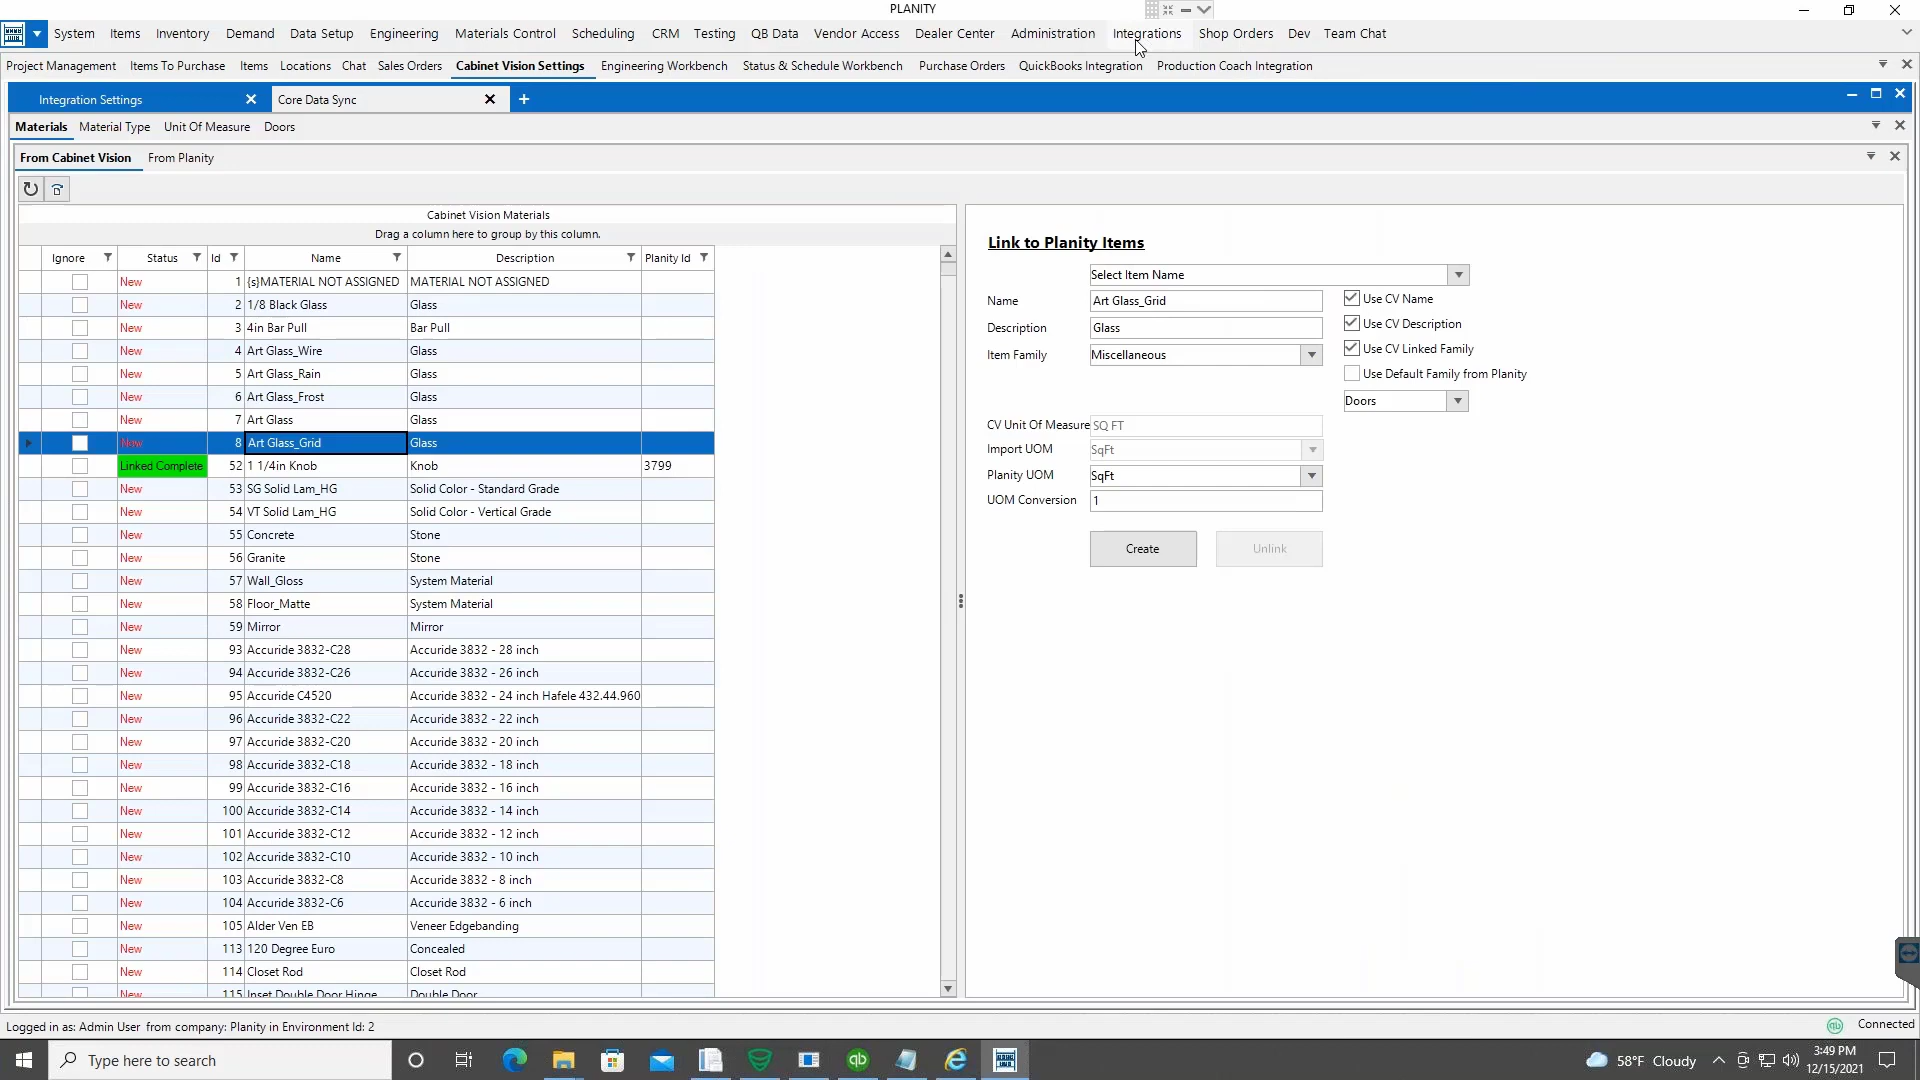 PLANITY
System Items Inventory Demand Data Setup Engineering Materials Control Scheduling CRM Testing QB Data Vendor Access Dealer Center Administration Integrations Shop Orders Dev Team Chat
Project Management Items To Purchase Items Locations Chat Sales Orders Cabinet Vision Settings Engineering Workbench Status & Schedule Workbench Purchase Orders QuickBooks Integration Production Coach Integration
Integration Settings Core Data Sync
Materials Material Type Unit Of Measure Doors
From Cabinet Vision From Planity
Cabinet Vision Materials
Drag a column here to group by this column.
Ignore Status Id Name Description Planity Id
New 1 {s}MATERIAL NOT ASSIGNED MATERIAL NOT ASSIGNED
New 2 1/8 Black Glass Glass
New 3 4in Bar Pull Bar Pull
New 4 Art Glass_Wire Glass
New 5 Art Glass_Rain Glass
New 6 Art Glass_Frost Glass
New 7 Art Glass Glass
New 8 Art Glass_Grid Glass
Linked Complete 52 1 1/4in Knob Knob 3799
New 53 SG Solid Lam_HG Solid Color - Standard Grade
New 54 VT Solid Lam_HG Solid Color - Vertical Grade
New 55 Concrete Stone
New 56 Granite Stone
New 57 Wall_Gloss System Material
New 58 Floor_Matte System Material
New 59 Mirror Mirror
New 93 Accuride 3832-C28 Accuride 3832 - 28 inch
New 94 Accuride 3832-C26 Accuride 3832 - 26 inch
New 95 Accuride C4520 Accuride 3832 - 24 inch Hafele 432.44.960
New 96 Accuride 3832-C22 Accuride 3832 - 22 inch
New 97 Accuride 3832-C20 Accuride 3832 - 20 inch
New 98 Accuride 3832-C18 Accuride 3832 - 18 inch
New 99 Accuride 3832-C16 Accuride 3832 - 16 inch
New 100 Accuride 3832-C14 Accuride 3832 - 14 inch
New 101 Accuride 3832-C12 Accuride 3832 - 12 inch
New 102 Accuride 3832-C10 Accuride 3832 - 10 inch
New 103 Accuride 3832-C8 Accuride 3832 - 8 inch
New 104 Accuride 3832-C6 Accuride 3832 - 6 inch
New 105 Alder Ven EB Veneer Edgebanding
New 113 120 Degree Euro Concealed
New 114 Closet Rod Closet Rod
New 115 Inset Double Door Hinge Double Door
Link to Planity Items
Select Item Name
Name Art Glass_Grid Use CV Name
Description Glass Use CV Description
Item Family Miscellaneous Use CV Linked Family
Use Default Family from Planity
Doors
CV Unit Of Measure SQ FT
Import UOM SqFt
Planity UOM SqFt
UOM Conversion 1
Create Unlink
Logged in as: Admin User from company: Planity in Environment Id: 2
qb Connected
Type here to search
qb
58°F Cloudy
3:49 PM
12/15/2021